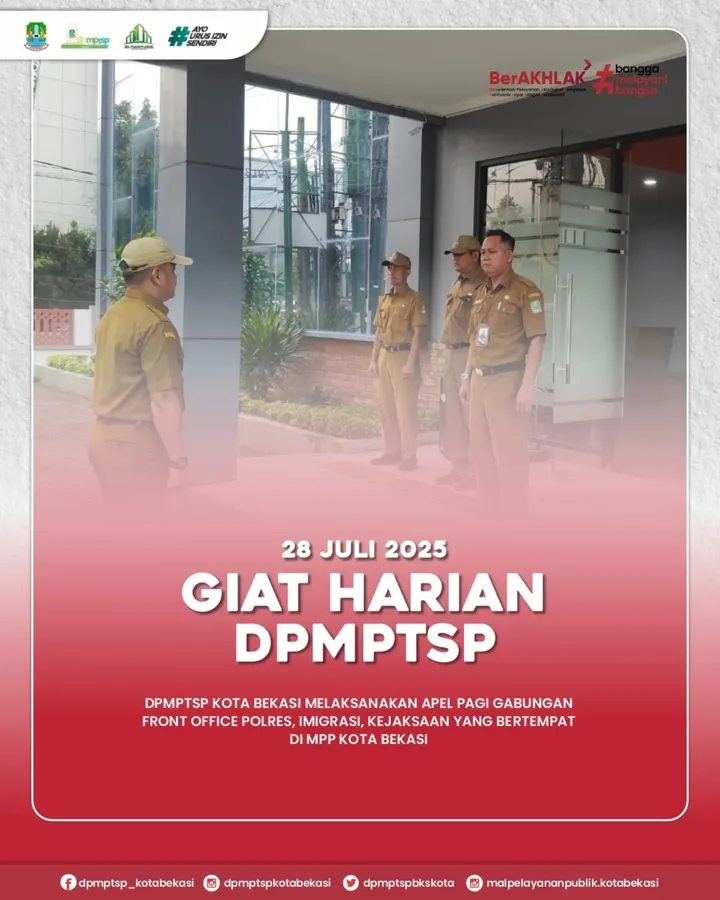 mppsp
#AYO
URUS IZIN
SENDIRI
BerAKHLAK
#bangga
melayani
bangsa
28 JULI 2025
GIAT HARIAN
DPMPTSP
DPMPTSP KOTA BEKASI MELAKSANAKAN APEL PAGI GABUNGAN
FRONT OFFICE POLRES, IMIGRASI, KEJAKSAAN YANG BERTEMPAT
DI MPP KOTA BEKASI
dpmptsp_kotabekasi dpmptspkotabekasi dpmptspbkskota malpelayananpublik.kotabekasi